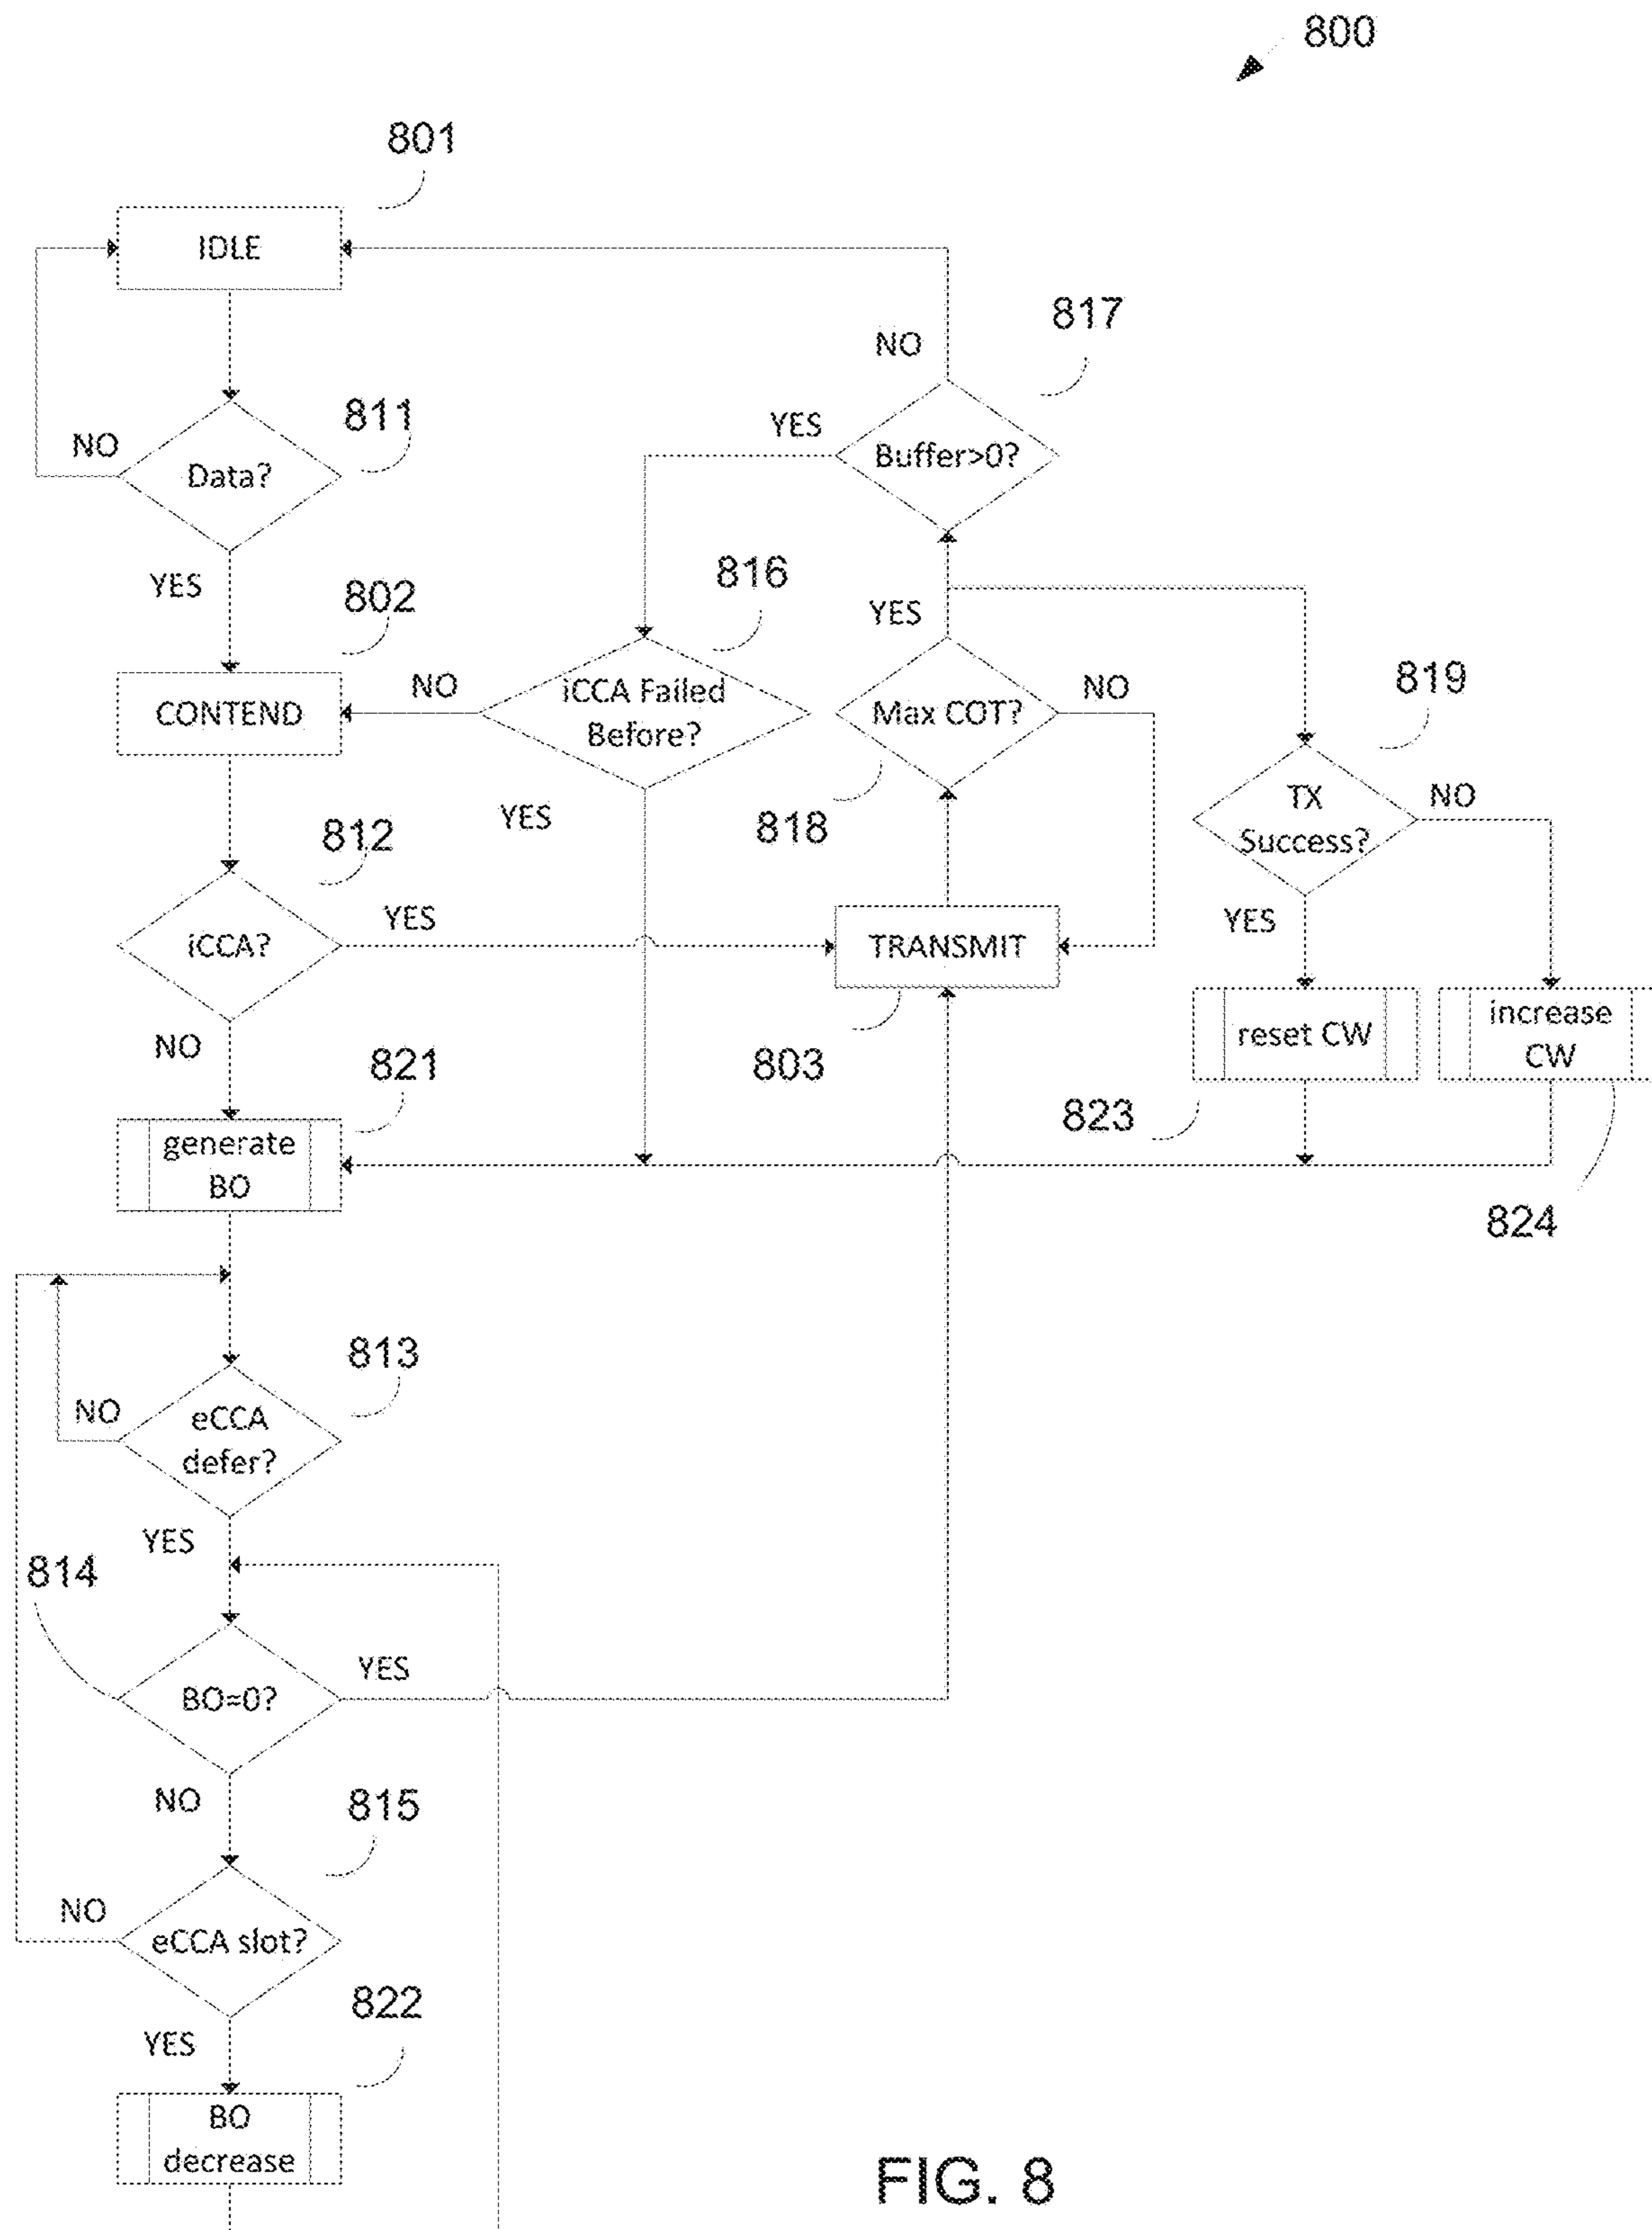 800
801
IDLE
817
NO
811
YES
NO
Data?
Buffer>0?
816
YES
802
YES
819
NO
iCCA Failed
Before?
NO
CONTEND
Max COT?
YES
818
TX
Success?
NO
812
YES
YES
iCCA?
TRANSMIT
reset CW
increase
CW
NO
821
803
823
generate
BO
824
813
NO
eCCA
defer?
YES
814
YES
BO=0?
NO
815
NO
eCCA slot?
822
YES
BO
decrease
FIG. 8